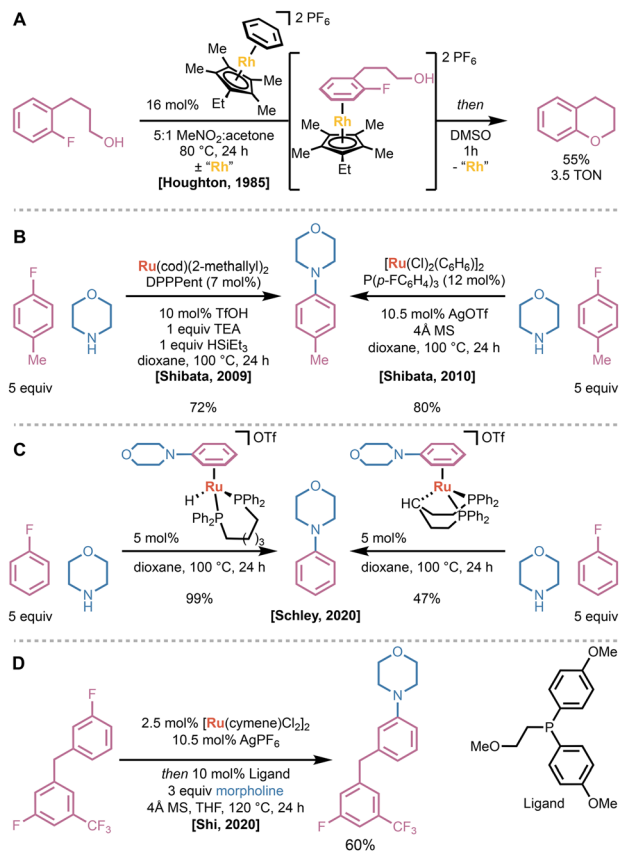 A
2 PF6
Rh
Me
Me
Me
Me
Et
16 mol%
5:1 MeNO2:acetone
80 °C, 24 h
± “Rh”
[Houghton, 1985]
F
OH
2 PF6
OH
F
Rh
Me
Me
Me
Me
Et
then
DMSO
1h
- “Rh”
O
55%
3.5 TON
B
F
Me
O
N
H
5 equiv
Ru(cod)(2-methallyl)2
DPPPent (7 mol%)
10 mol% TfOH
1 equiv TEA
1 equiv HSiEt3
dioxane, 100 °C, 24 h
[Shibata, 2009]
72%
O
N
Me
[Ru(Cl)2(C6H6)]2
P(p-FC6H4)3 (12 mol%)
10.5 mol% AgOTf
4Å MS
dioxane, 100 °C, 24 h
[Shibata, 2010]
80%
O
N
H
F
Me
5 equiv
C
F
O
N
H
5 equiv
O
N
OTf
Ru
H
PPh2
Ph2P
( )3
5 mol%
dioxane, 100 °C, 24 h
99%
O
N
[Schley, 2020]
O
N
OTf
Ru
HC
PPh2
P
Ph2
5 mol%
dioxane, 100 °C, 24 h
47%
O
N
H
F
5 equiv
D
F
F
CF3
2.5 mol% [Ru(cymene)Cl2]2
10.5 mol% AgPF6
then 10 mol% Ligand
3 equiv morpholine
4Å MS, THF, 120 °C, 24 h
[Shi, 2020]
O
N
F
CF3
60%
OMe
P
MeO
OMe
Ligand